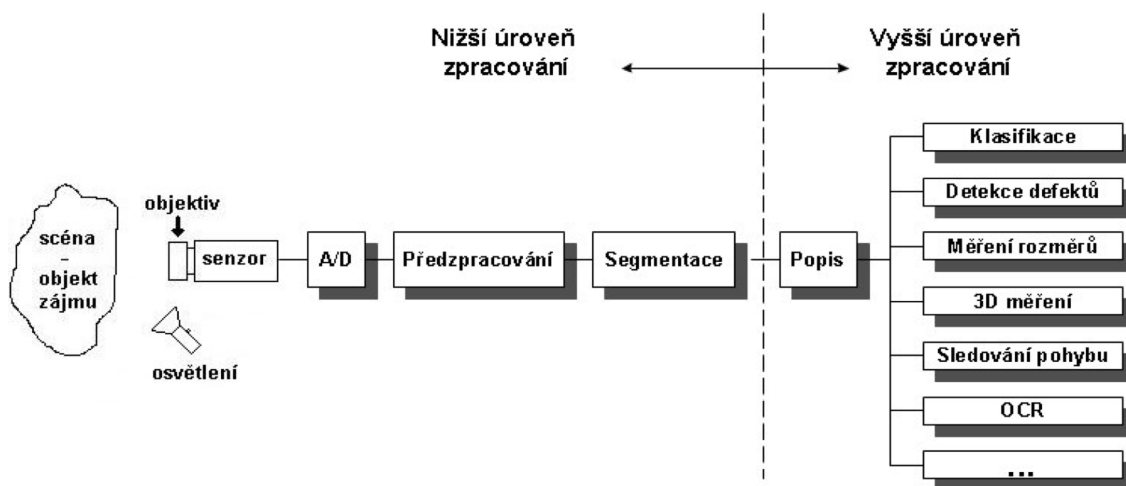 Nižší úroveň
zpracování
Vyšší úroveň
zpracování
scéna
–
objekt
zájmu
objektiv
senzor
osvětlení
A/D
Předzpracování
Segmentace
Popis
Klasifikace
Detekce defektů
Měření rozměrů
3D měření
Sledování pohybu
OCR
...